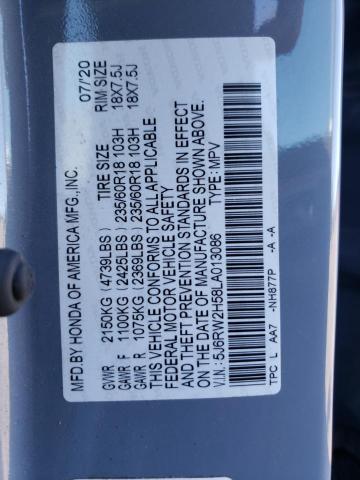 MFD.BY HONDA OF AMERICA MFG.,INC. 07/20
TIRE SIZE RIM SIZE
GVWR 2150KG (4739LBS)
GAWR F 1100KG (2425LBS) 235/60R18 103H 18X7.5J
GAWR R 1075KG (2369LBS) 235/60R18 103H 18X7.5J
THIS VEHICLE CONFORMS TO ALL APPLICABLE
FEDERAL MOTOR VEHICLE SAFETY
AND THEFT PREVENTION STANDARDS IN EFFECT
ON THE DATE OF MANUFACTURE SHOWN ABOVE.
V.I.N.: 5J6RW2H58LA013086 TYPE: MPV
TPC L AA7 -NH877P -A -A